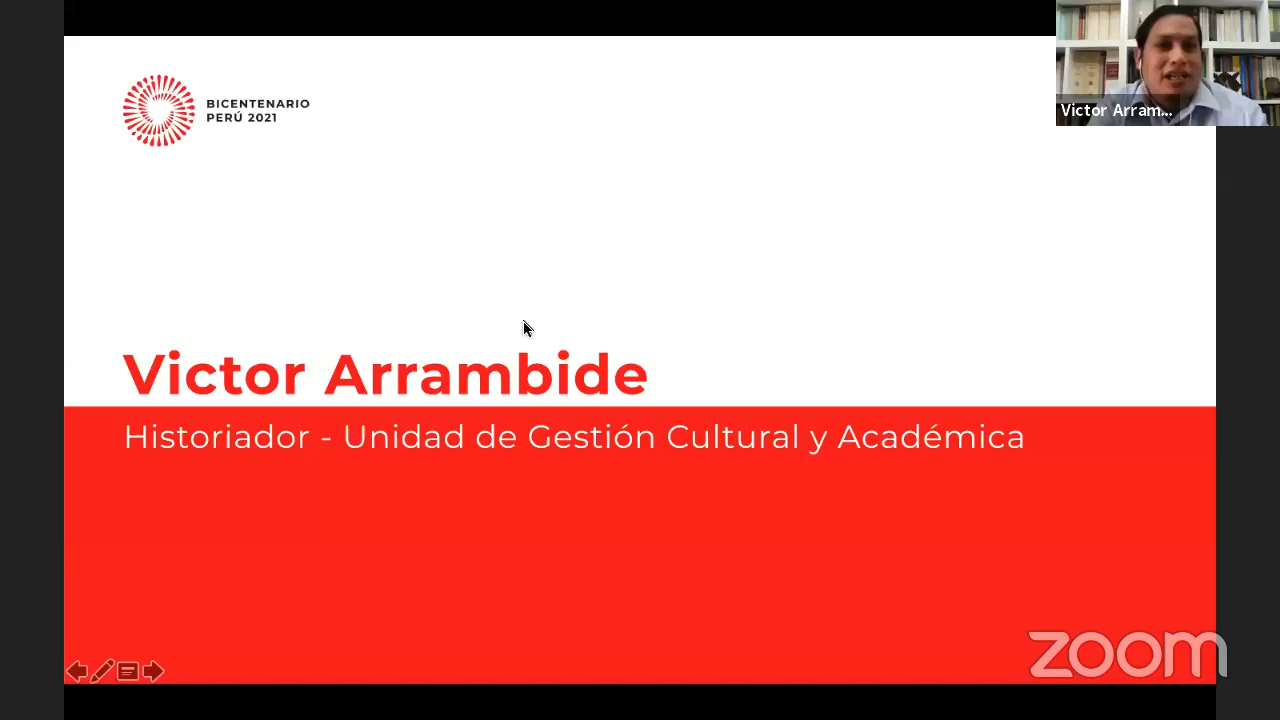 BICENTENARIO
PERÚ 2021
Victor Arram...
Victor Arrambide
Historiador - Unidad de Gestión Cultural y Académica
zoom